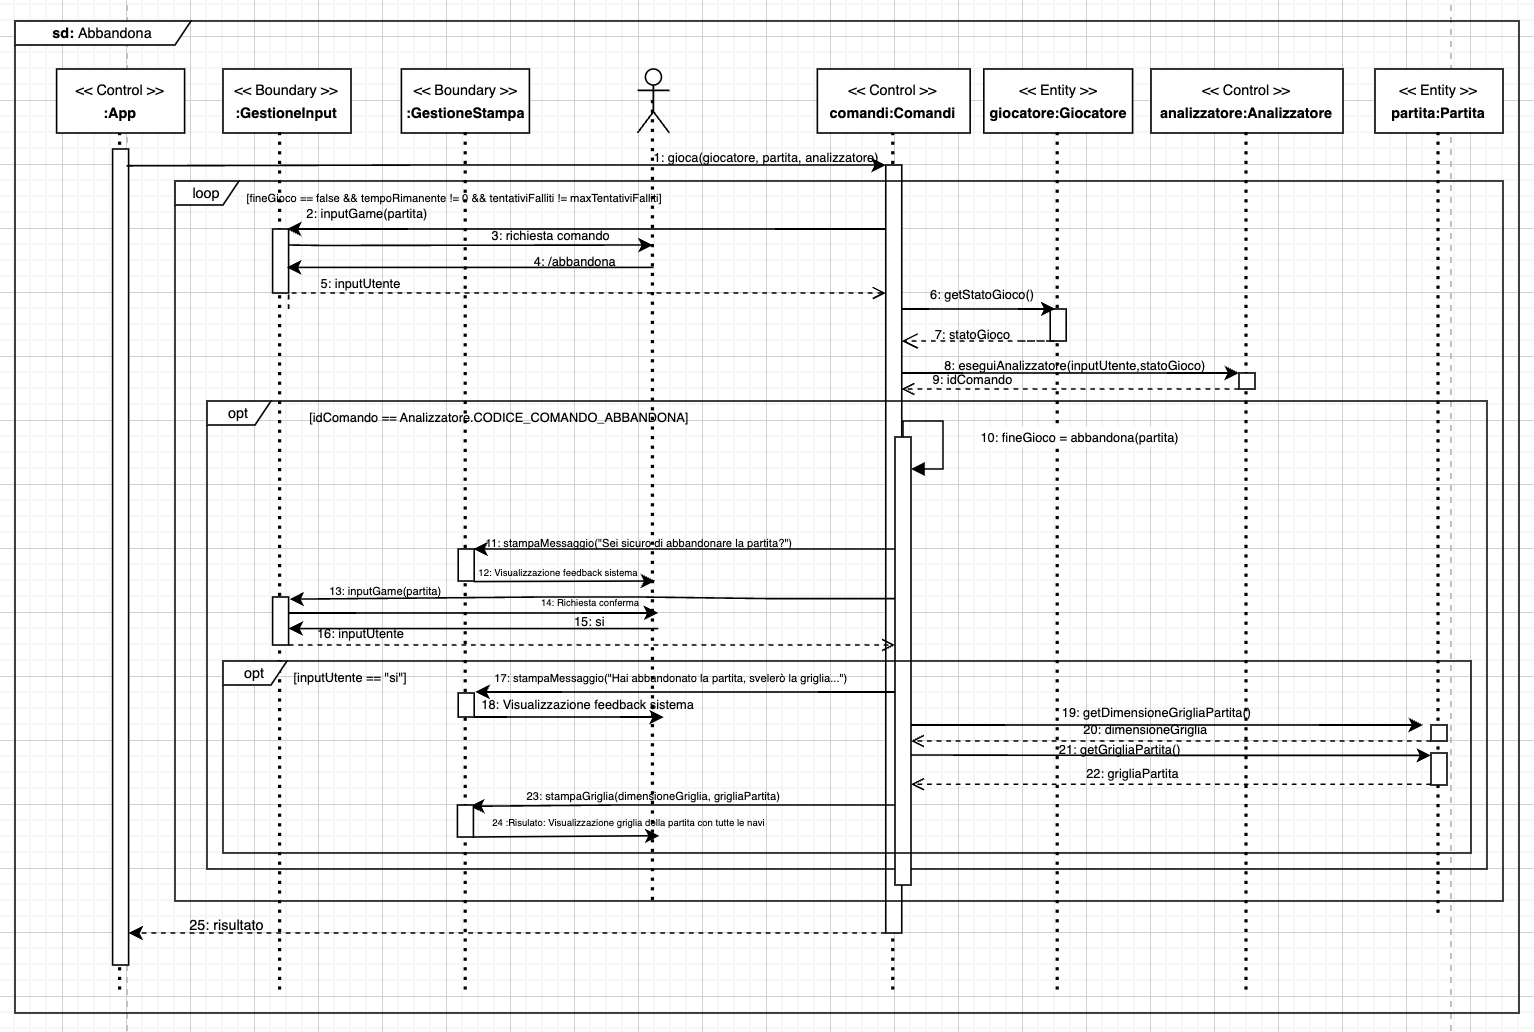 sd: Abbandona
<< Control >>
:App
<< Boundary >>
:GestioneInput
<< Boundary >>
:GestioneStampa
<< Control >>
comandi:Comandi
<< Entity >>
giocatore:Giocatore
<< Control >>
analizzatore:Analizzatore
<< Entity >>
partita:Partita
1: gioca(giocatore, partita, analizzatore)
loop
[fineGioco == false && tempoRimanente != 0 && tentativiFalliti != maxTentativiFalliti]
2: inputGame(partita)
3: richiesta comando
4: /abbandona
5: inputUtente
6: getStatoGioco()
7: statoGioco
8: eseguiAnalizzatore(inputUtente,statoGioco)
9: idComando
opt
[idComando == Analizzatore.CODICE_COMANDO_ABBANDONA]
10: fineGioco = abbandona(partita)
11: stampaMessaggio("Sei sicuro di abbandonare la partita?")
12: Visualizzazione feedback sistema
13: inputGame(partita)
14: Richiesta conferma
15: si
16: inputUtente
opt
[inputUtente == "si"]
17: stampaMessaggio("Hai abbandonato la partita, svelerò la griglia...")
18: Visualizzazione feedback sistema
19: getDimensioneGrigliaPartita()
20: dimensioneGriglia
21: getGrigliaPartita()
22: grigliaPartita
23: stampaGriglia(dimensioneGriglia, grigliaPartita)
24 :Risulato: Visualizzazione griglia della partita con tutte le navi
25: risultato